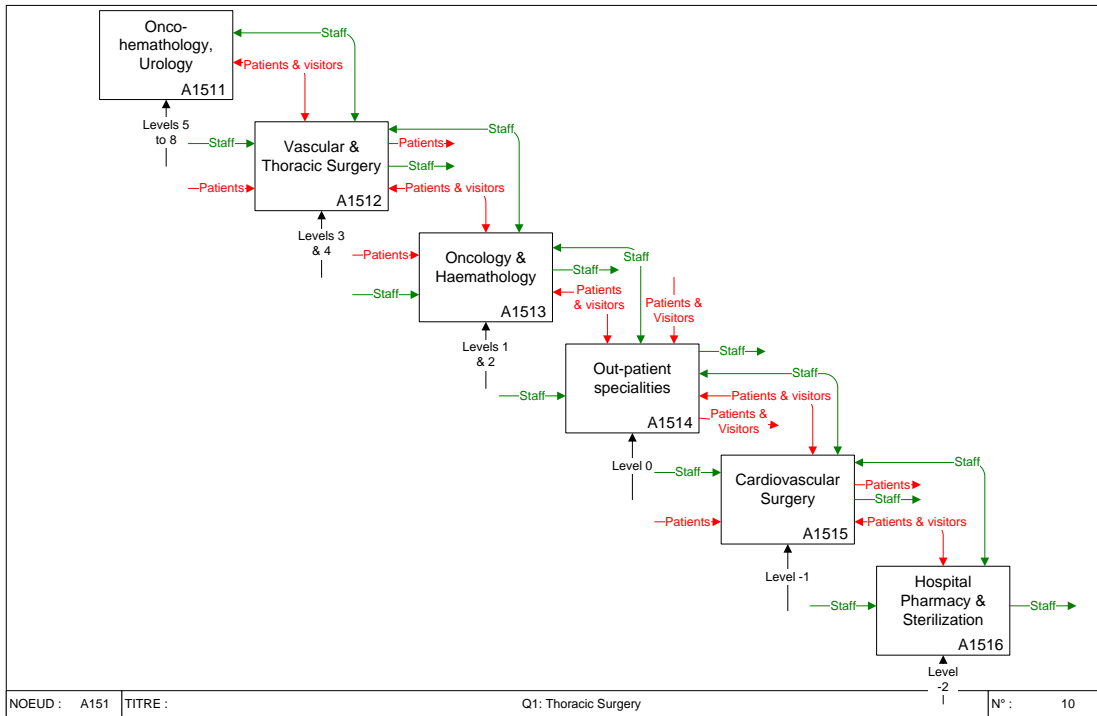 Onco-
hemathology,
Urology
A1511
Staff
Patients & visitors
Levels 5
to 8
Staff
Patients
Vascular &
Thoracic Surgery
A1512
Staff
Patients
Staff
Patients & visitors
Levels 3
& 4
Patients
Staff
Oncology &
Haemathology
A1513
Staff
Staff
Patients
& visitors
Patients &
Visitors
Levels 1
& 2
Staff
Out-patient
specialities
A1514
Staff
Staff
Patients & visitors
Patients &
Visitors
Level 0
Staff
Patients
Cardiovascular
Surgery
A1515
Staff
Patients
Staff
Patients & visitors
Level -1
Staff
Hospital
Pharmacy &
Sterilization
A1516
Staff
Level
-2
NOEUD : A151 TITRE : Q1: Thoracic Surgery N° : 10